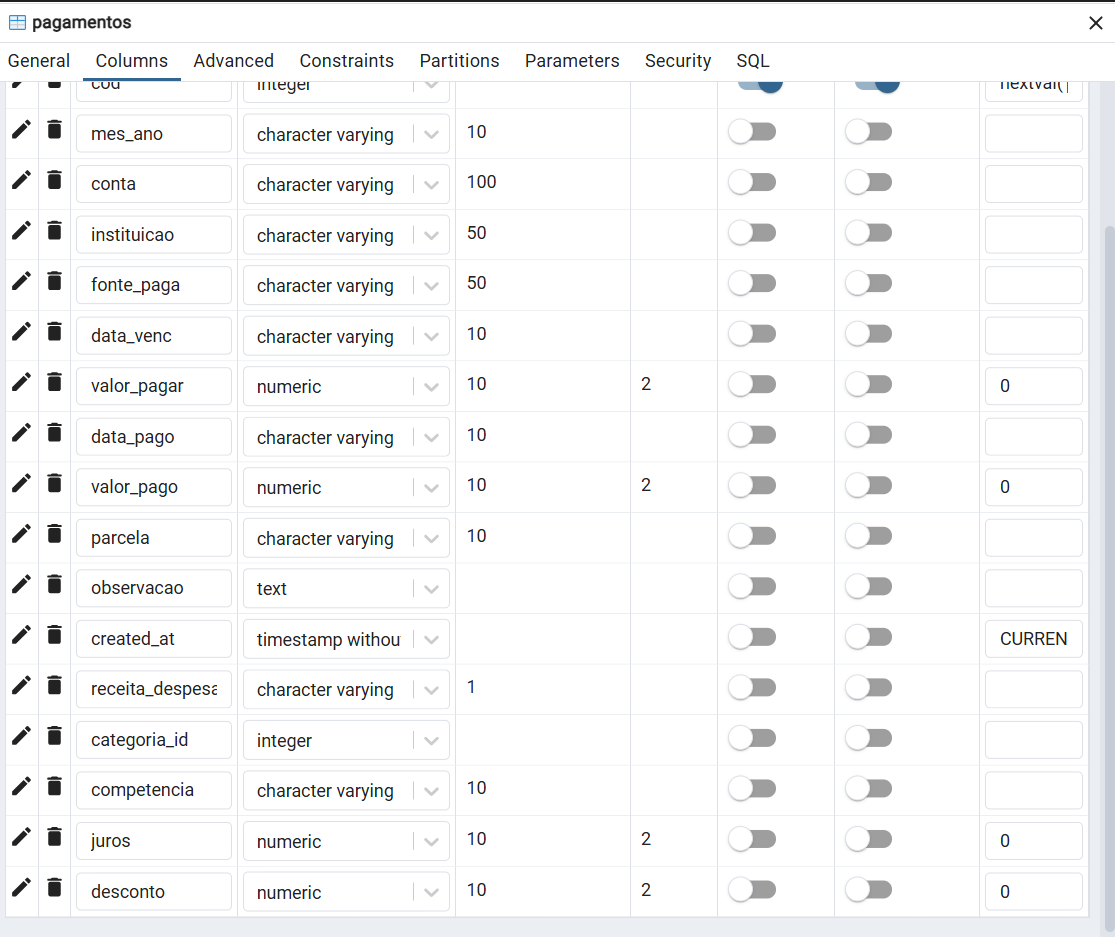 pagamentos
General Columns Advanced Constraints Partitions Parameters Security SQL
cod integer nextval(
mes_ano character varying 10
conta character varying 100
instituicao character varying 50
fonte_paga character varying 50
data_venc character varying 10
valor_pagar numeric 10 2 0
data_pago character varying 10
valor_pago numeric 10 2 0
parcela character varying 10
observacao text
created_at timestamp withou CURREN
receita_despesa character varying 1
categoria_id integer
competencia character varying 10
juros numeric 10 2 0
desconto numeric 10 2 0